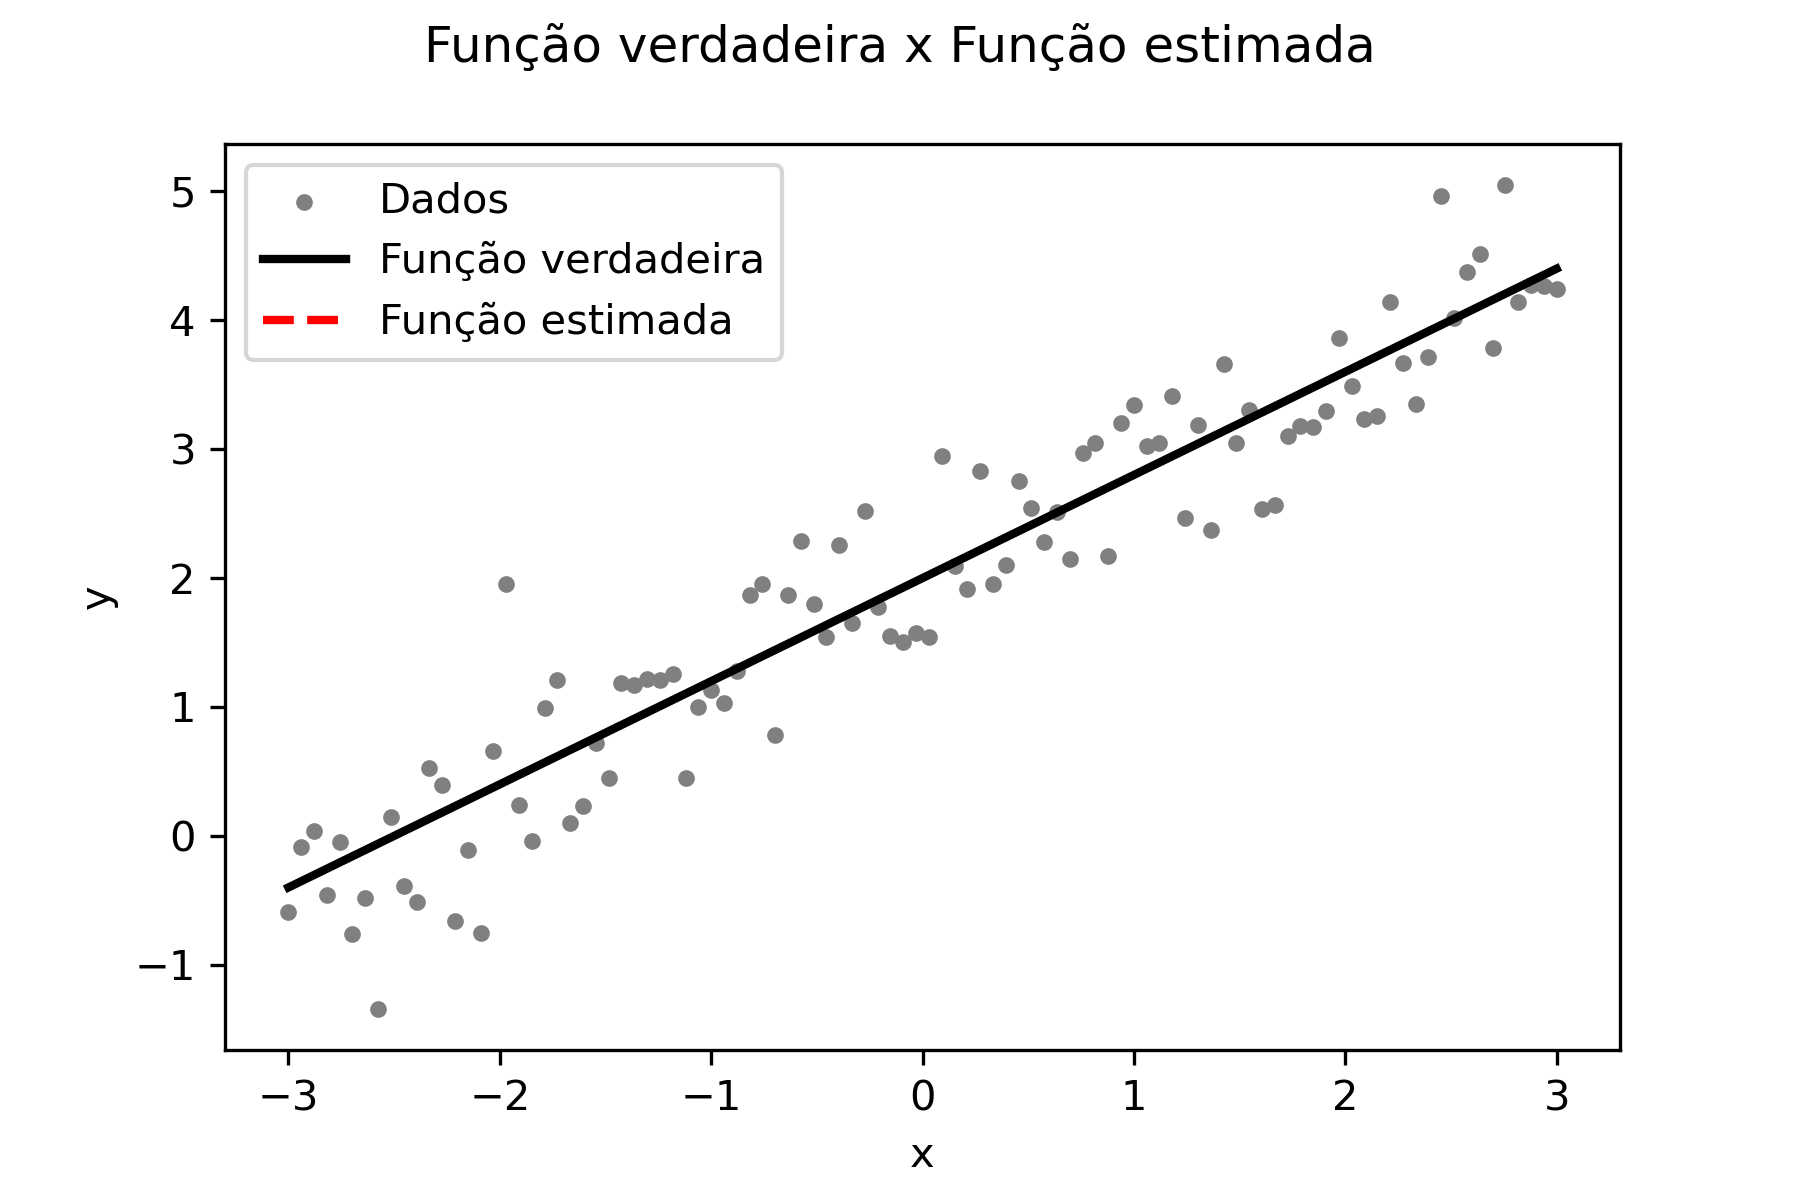 Função verdadeira x Função estimada
Dados
Função verdadeira
Função estimada
5
4
3
2
1
0
−1
y
−3 −2 −1 0 1 2 3
x